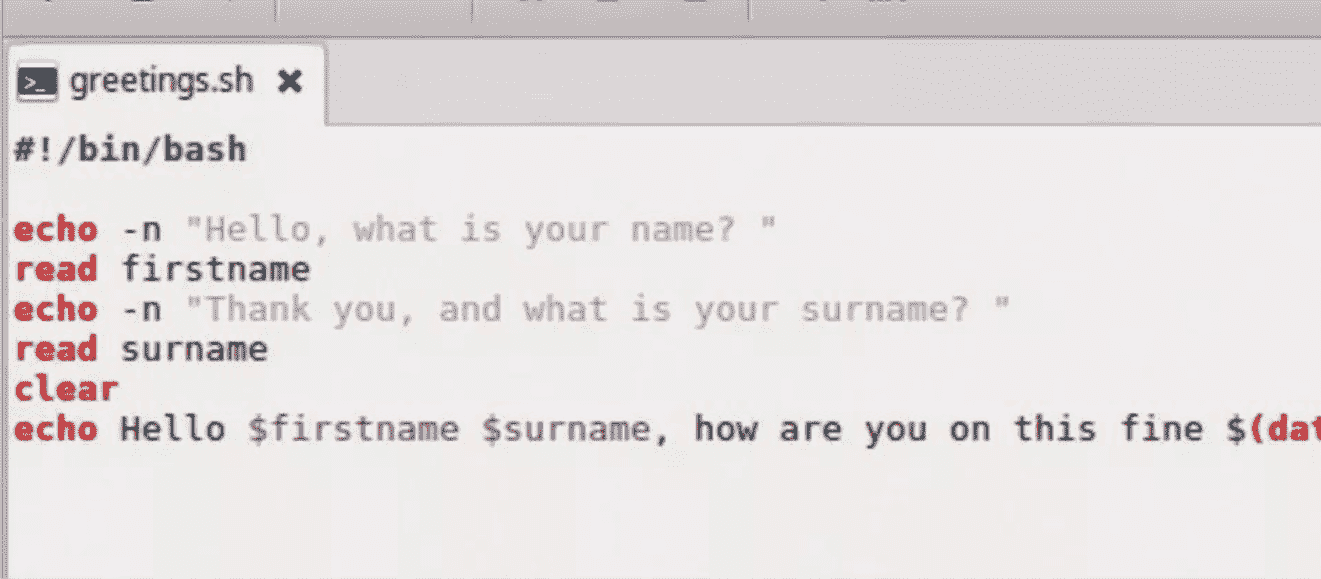 greetings.sh
#!/bin/bash
echo -n "Hello, what is your name? "
read firstname
echo -n "Thank you, and what is your surname? "
read surname
clear
echo Hello $firstname $surname, how are you on this fine $(dat